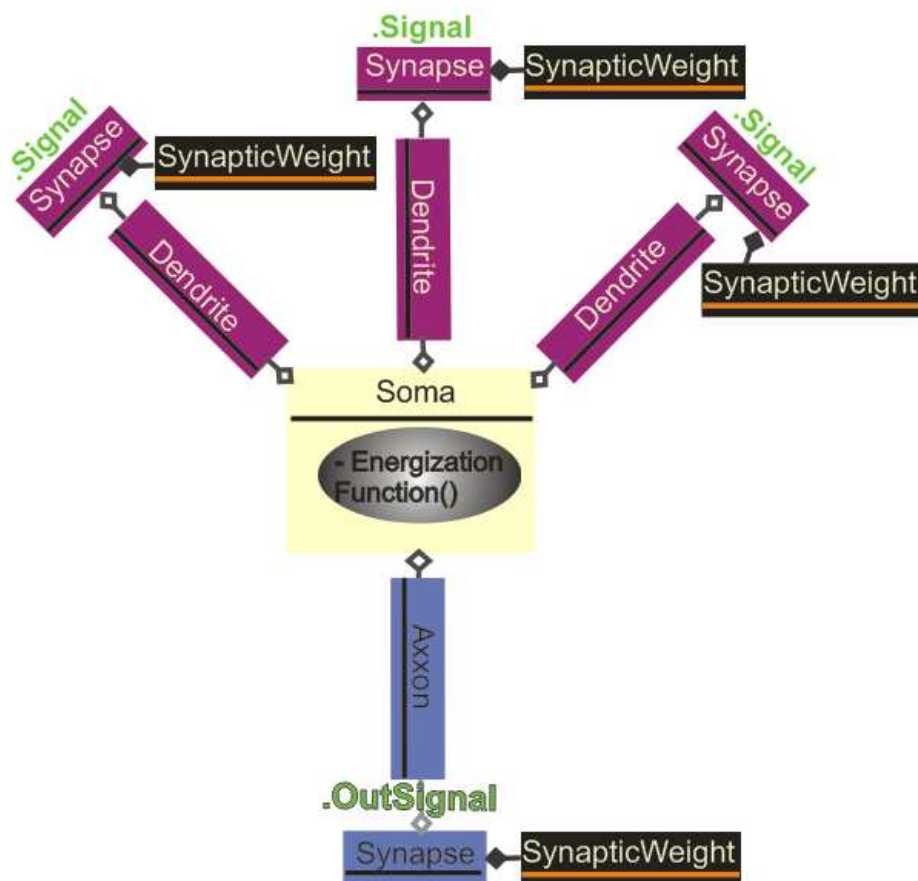 .Signal
Synapse
SynapticWeight
.Signal
Synapse
SynapticWeight
.Signal
Synapse
SynapticWeight
Dendrite
Dendrite
Dendrite
Soma
- Energization
Function()
Axxon
.OutSignal
Synapse
SynapticWeight